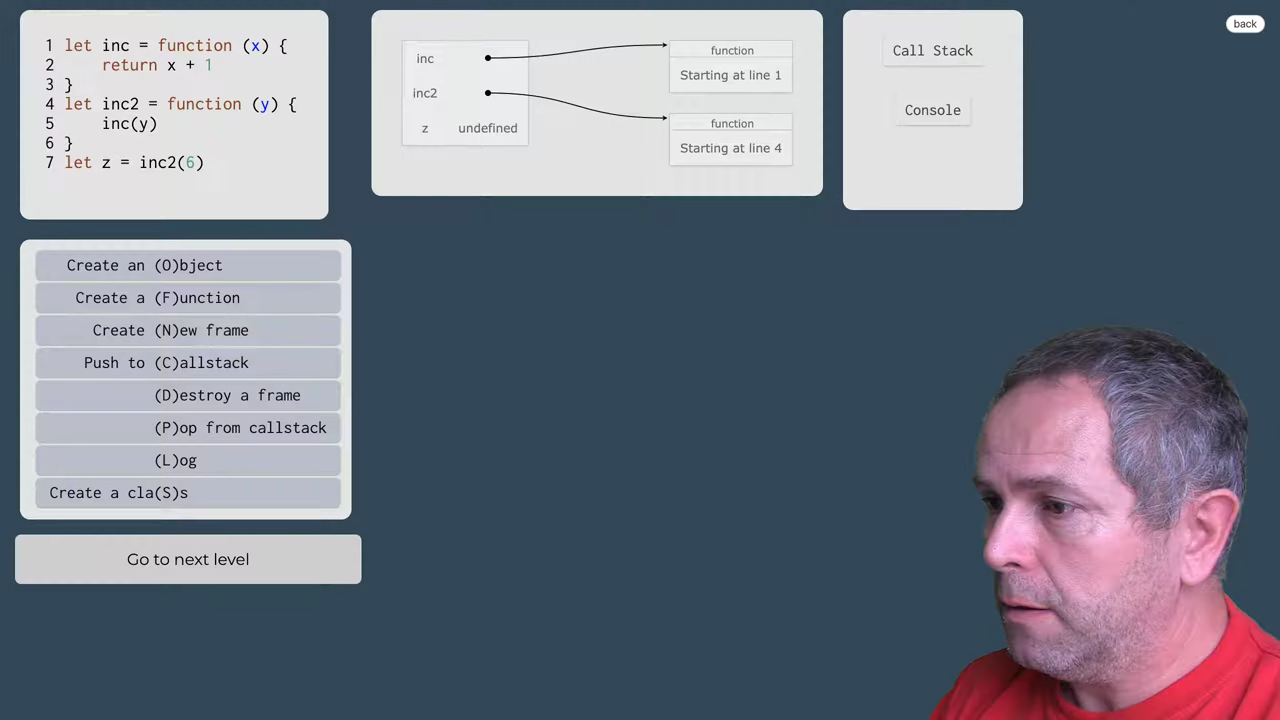 1 let inc = function (x) {
2 return x + 1
3 }
4 let inc2 = function (y) {
5 inc(y)
6 }
7 let z = inc2(6)
Create an (O)bject
Create a (F)unction
Create (N)ew frame
Push to (C)allstack
(D)estroy a frame
(P)op from callstack
(L)og
Create a cla(S)s
Go to next level
inc
inc2
z undefined
function
Starting at line 1
function
Starting at line 4
Call Stack
Console
back